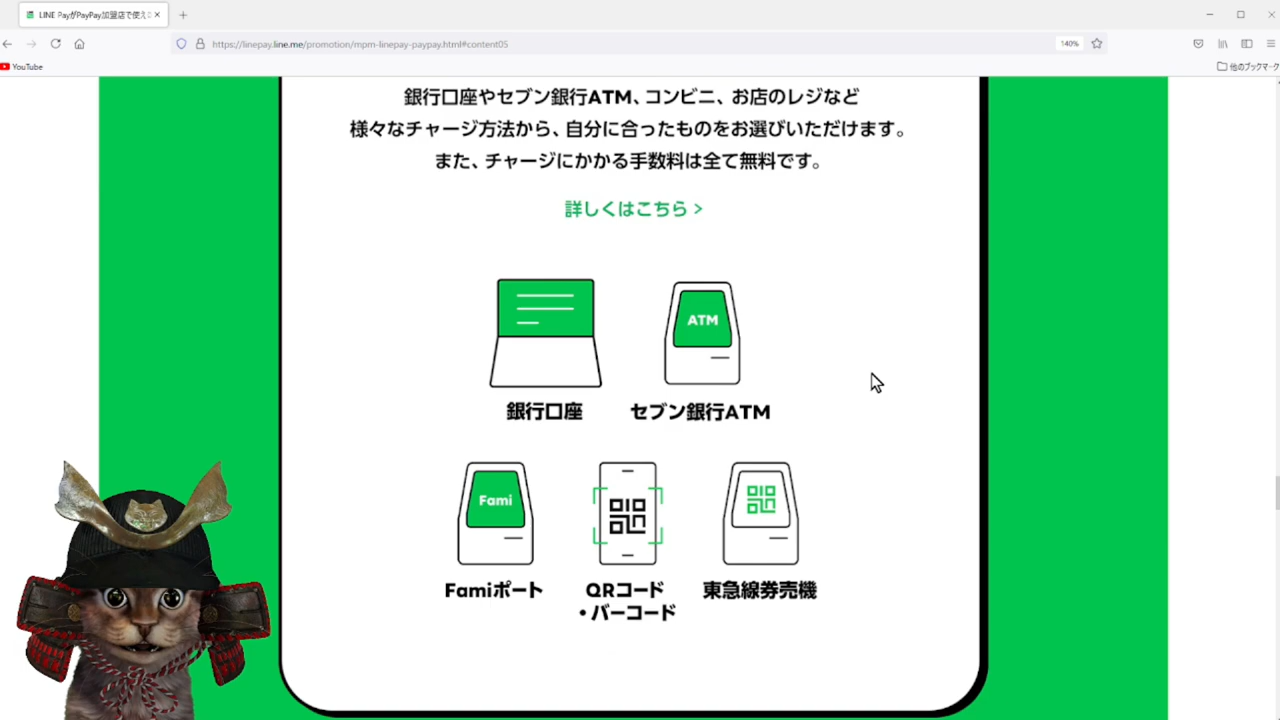 LINE PayがPayPay加盟店で使え
https://linepay.line.me/promotion/mpm-linepay-paypay.html#content05
140%
YouTube
他のブックマーク
銀行口座やセブン銀行ATM、コンビニ、お店のレジなど
様々なチャージ方法から、自分に合ったものをお選びいただけます。
また、チャージにかかる手数料は全て無料です。
詳しくはこちら >
ATM
銀行口座
セブン銀行ATM
Fami
Famiポート
QRコード
・バーコード
東急線券売機